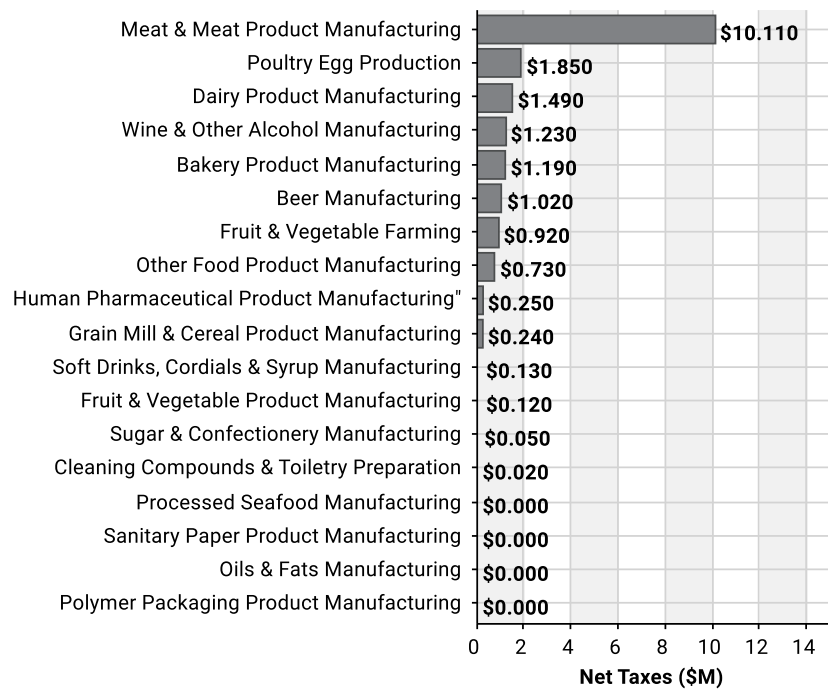 Meat & Meat Product Manufacturing $10.110
Poultry Egg Production $1.850
Dairy Product Manufacturing $1.490
Wine & Other Alcohol Manufacturing $1.230
Bakery Product Manufacturing $1.190
Beer Manufacturing $1.020
Fruit & Vegetable Farming $0.920
Other Food Product Manufacturing $0.730
Human Pharmaceutical Product Manufacturing" $0.250
Grain Mill & Cereal Product Manufacturing $0.240
Soft Drinks, Cordials & Syrup Manufacturing $0.130
Fruit & Vegetable Product Manufacturing $0.120
Sugar & Confectionery Manufacturing $0.050
Cleaning Compounds & Toiletry Preparation $0.020
Processed Seafood Manufacturing $0.000
Sanitary Paper Product Manufacturing $0.000
Oils & Fats Manufacturing $0.000
Polymer Packaging Product Manufacturing $0.000
0 2 4 6 8 10 12 14
Net Taxes ($M)